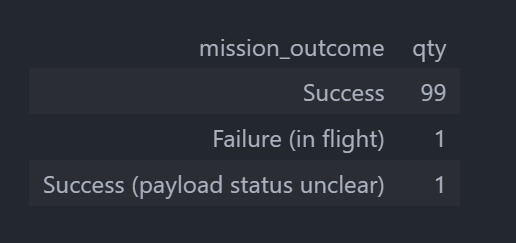 mission_outcome qty
Success 99
Failure (in flight) 1
Success (payload status unclear) 1